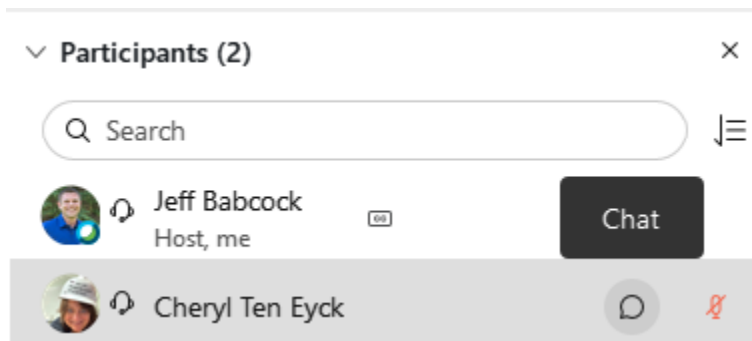 Participants (2)
Search
Jeff Babcock
Host, me
Chat
Cheryl Ten Eyck